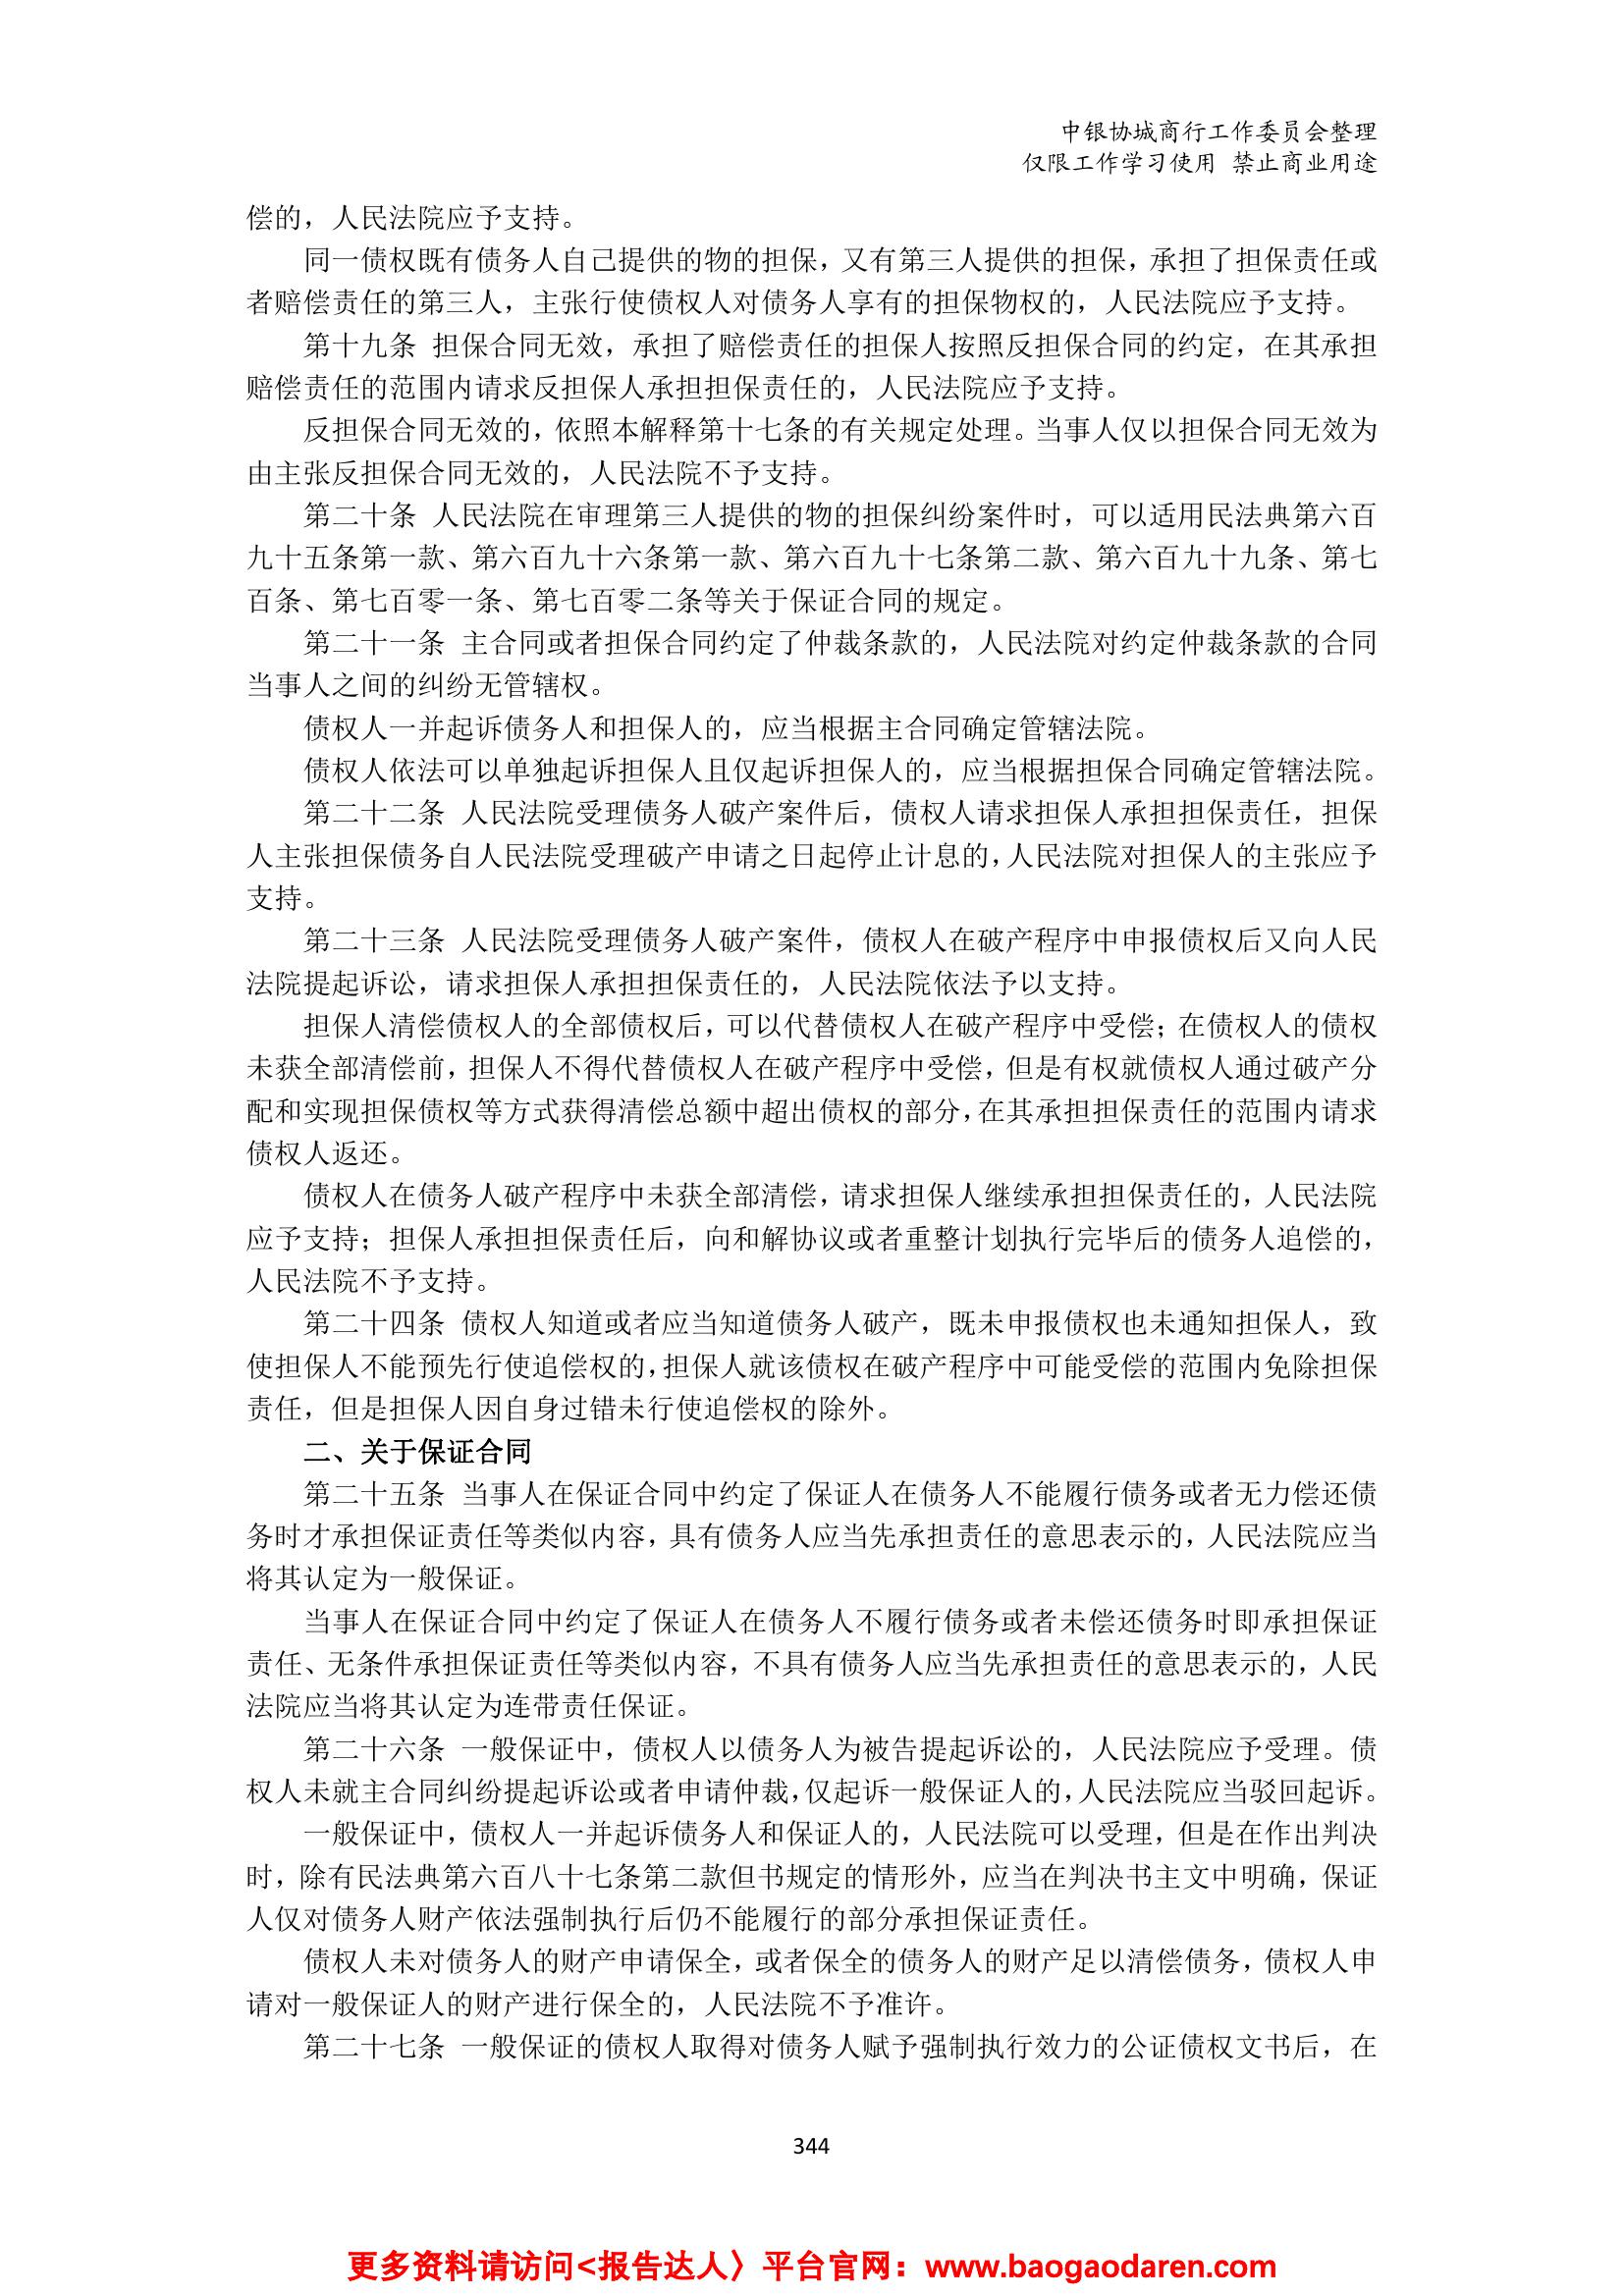 中银协城商行工作委员会整理
仅限工作学习使用 禁止商业用途
偿的，人民法院应予支持。
同一债权既有债务人自己提供的物的担保，又有第三人提供的担保，承担了担保责任或
者赔偿责任的第三人，主张行使债权人对债务人享有的担保物权的，人民法院应予支持。
第十九条 担保合同无效，承担了赔偿责任的担保人按照反担保合同的约定，在其承担
赔偿责任的范围内请求反担保人承担担保责任的，人民法院应予支持。
反担保合同无效的，依照本解释第十七条的有关规定处理。当事人仅以担保合同无效为
由主张反担保合同无效的，人民法院不予支持。
第二十条 人民法院在审理第三人提供的物的担保纠纷案件时，可以适用民法典第六百
九十五条第一款、第六百九十六条第一款、第六百九十七条第二款、第六百九十九条、第七
百条、第七百零一条、第七百零二条等关于保证合同的规定。
第二十一条 主合同或者担保合同约定了仲裁条款的，人民法院对约定仲裁条款的合同
当事人之间的纠纷无管辖权。
债权人一并起诉债务人和担保人的，应当根据主合同确定管辖法院。
债权人依法可以单独起诉担保人且仅起诉担保人的，应当根据担保合同确定管辖法院。
第二十二条 人民法院受理债务人破产案件后，债权人请求担保人承担担保责任，担保
人主张担保债务自人民法院受理破产申请之日起停止计息的，人民法院对担保人的主张应予
支持。
第二十三条 人民法院受理债务人破产案件，债权人在破产程序中申报债权后又向人民
法院提起诉讼，请求担保人承担担保责任的，人民法院依法予以支持。
担保人清偿债权人的全部债权后，可以代替债权人在破产程序中受偿；在债权人的债权
未获全部清偿前，担保人不得代替债权人在破产程序中受偿，但是有权就债权人通过破产分
配和实现担保债权等方式获得清偿总额中超出债权的部分，在其承担担保责任的范围内请求
债权人返还。
债权人在债务人破产程序中未获全部清偿，请求担保人继续承担担保责任的，人民法院
应予支持；担保人承担担保责任后，向和解协议或者重整计划执行完毕后的债务人追偿的，
人民法院不予支持。
第二十四条 债权人知道或者应当知道债务人破产，既未申报债权也未通知担保人，致
使担保人不能预先行使追偿权的，担保人就该债权在破产程序中可能受偿的范围内免除担保
责任，但是担保人因自身过错未行使追偿权的除外。
二、关于保证合同
第二十五条 当事人在保证合同中约定了保证人在债务人不能履行债务或者无力偿还债
务时才承担保证责任等类似内容，具有债务人应当先承担责任的意思表示的，人民法院应当
将其认定为一般保证。
当事人在保证合同中约定了保证人在债务人不履行债务或者未偿还债务时即承担保证
责任、无条件承担保证责任等类似内容，不具有债务人应当先承担责任的意思表示的，人民
法院应当将其认定为连带责任保证。
第二十六条 一般保证中，债权人以债务人为被告提起诉讼的，人民法院应予受理。债
权人未就主合同纠纷提起诉讼或者申请仲裁，仅起诉一般保证人的，人民法院应当驳回起诉。
一般保证中，债权人一并起诉债务人和保证人的，人民法院可以受理，但是在作出判决
时，除有民法典第六百八十七条第二款但书规定的情形外，应当在判决书主文中明确，保证
人仅对债务人财产依法强制执行后仍不能履行的部分承担保证责任。
债权人未对债务人的财产申请保全，或者保全的债务人的财产足以清偿债务，债权人申
请对一般保证人的财产进行保全的，人民法院不予准许。
第二十七条 一般保证的债权人取得对债务人赋予强制执行效力的公证债权文书后，在
344
更多资料请访问<报告达人〉平台官网：www.baogaodaren.com